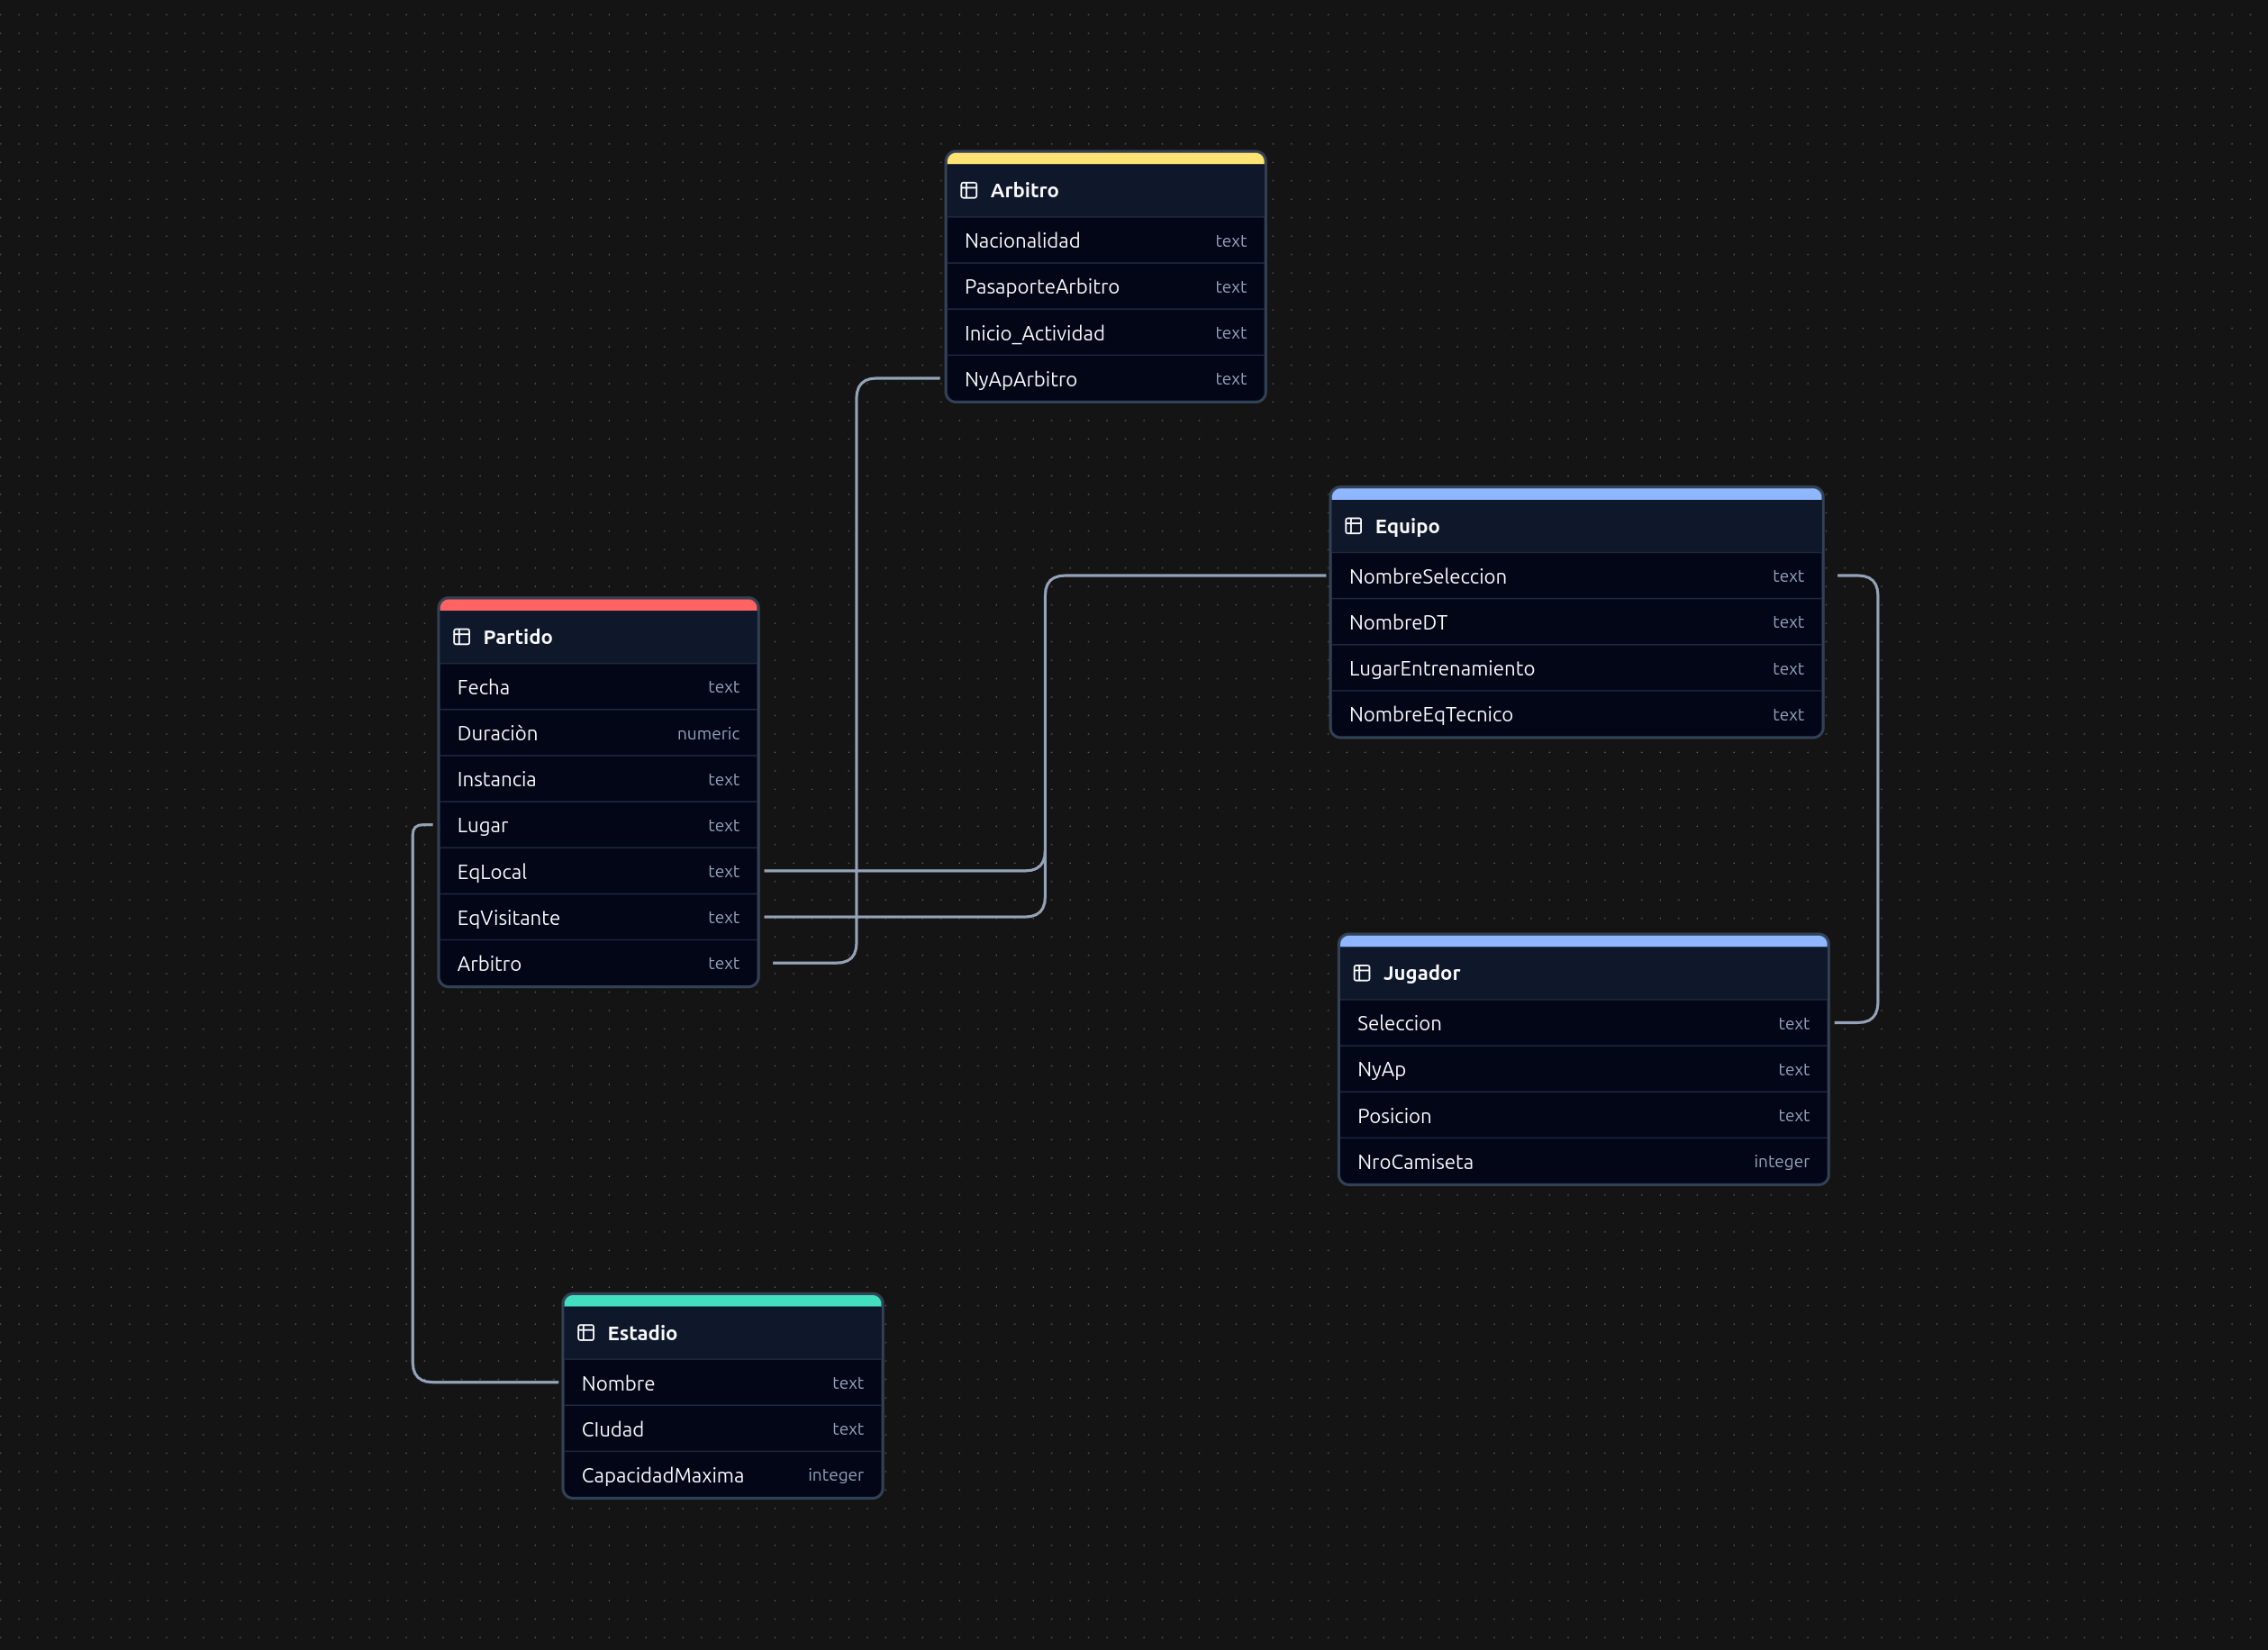 Arbitro
Nacionalidad text
PasaporteArbitro text
Inicio_Actividad text
NyApArbitro text
Equipo
NombreSeleccion text
NombreDT text
LugarEntrenamiento text
NombreEqTecnico text
Partido
Fecha text
Duraciòn numeric
Instancia text
Lugar text
EqLocal text
EqVisitante text
Arbitro text
Jugador
Seleccion text
NyAp text
Posicion text
NroCamiseta integer
Estadio
Nombre text
CIudad text
CapacidadMaxima integer